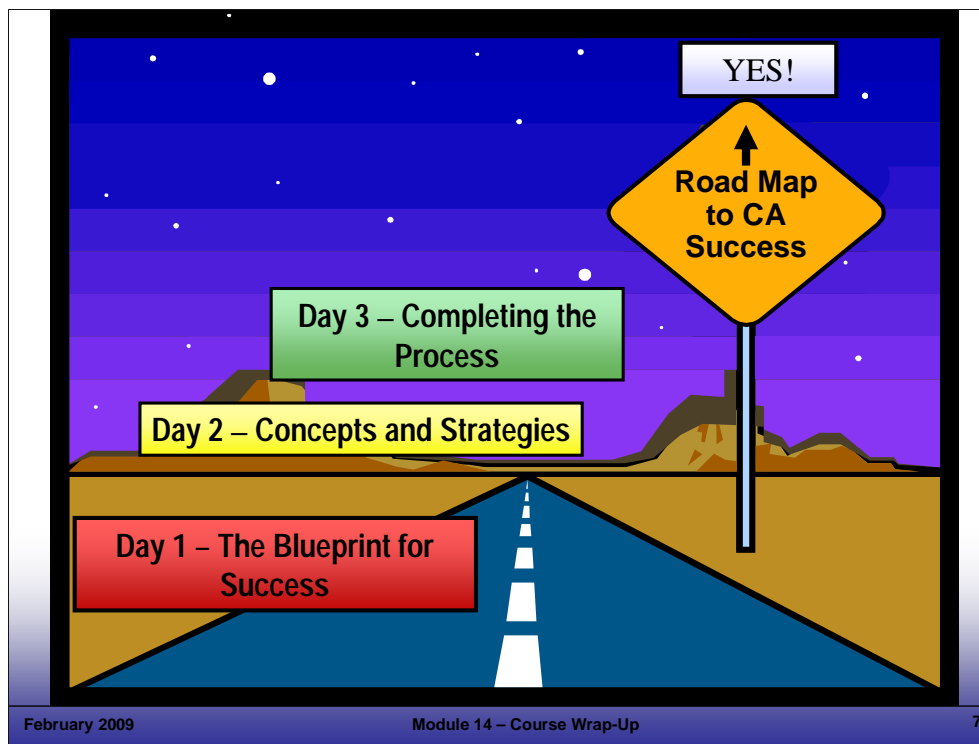 YES!
Road Map
to CA
Success
Day 3 – Completing the
Process
Day 2 – Concepts and Strategies
Day 1 – The Blueprint for
Success
February 2009
Module 14 – Course Wrap-Up
7